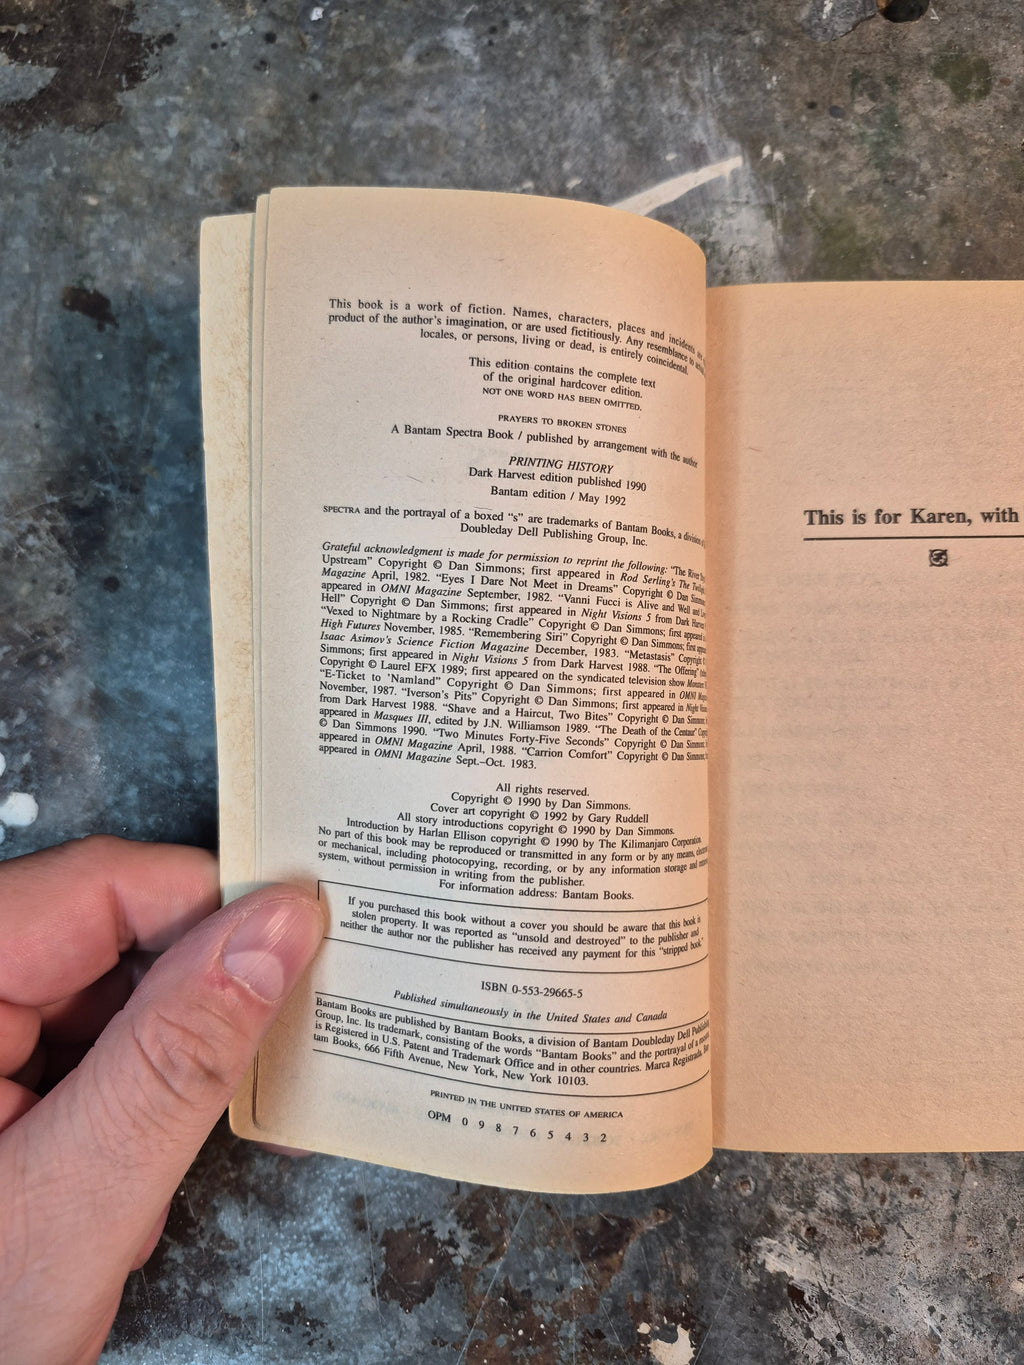 This book is a work of fiction. Names, characters, places and incidents are
product of the author's imagination, or are used fictitiously. Any resemblance to
locales, or persons, living or dead, is entirely coincidental.
This edition contains the complete text
of the original hardcover edition.
NOT ONE WORD HAS BEEN OMITTED.
PRAYERS TO BROKEN STONES
A Bantam Spectra Book / published by arrangement with the author
PRINTING HISTORY
Dark Harvest edition published 1990
Bantam edition / May 1992
SPECTRA and the portrayal of a boxed “s” are trademarks of Bantam Books, a division
Doubleday Dell Publishing Group, Inc.
Grateful acknowledgment is made for permission to reprint the following: “The River
Upstream” Copyright © Dan Simmons; first appeared in Rod Serling's The
Magazine April, 1982. “Eyes I Dare Not Meet in Dreams” Copyright © Dan
appeared in OMNI Magazine September, 1982. “Vanni Fucci is Alive and Well and
Hell” Copyright © Dan Simmons; first appeared in Night Visions 5 from Dark
“Vexed to Nightmare by a Rocking Cradle” Copyright © Dan Simmons; first appeared
High Futures November, 1985. “Remembering Siri” Copyright © Dan Simmons; first
Isaac Asimov's Science Fiction Magazine December, 1983. “Metastasis” Copyright
Simmons; first appeared in Night Visions 5 from Dark Harvest 1988. “The Offering”
Copyright © Laurel EFX 1989; first appeared on the syndicated television show
“E-Ticket to 'Namland” Copyright © Dan Simmons; first appeared in OMNI
November, 1987. “Iverson's Pits” Copyright © Dan Simmons; first appeared in Night
from Dark Harvest 1988. “Shave and a Haircut, Two Bites” Copyright © Dan
appeared in Masques III, edited by J.N. Williamson 1989. “The Death of the Centaur”
© Dan Simmons 1990. “Two Minutes Forty-Five Seconds” Copyright © Dan
appeared in OMNI Magazine April, 1988. “Carrion Comfort” Copyright © Dan
appeared in OMNI Magazine Sept.–Oct. 1983.
All rights reserved.
Copyright © 1990 by Dan Simmons.
Cover art copyright © 1992 by Gary Ruddell
All story introductions copyright © 1990 by Dan Simmons.
Introduction by Harlan Ellison copyright © 1990 by The Kilimanjaro Corporation.
No part of this book may be reproduced or transmitted in any form or by any means,
or mechanical, including photocopying, recording, or by any information storage and
system, without permission in writing from the publisher.
For information address: Bantam Books.
If you purchased this book without a cover you should be aware that this book is
stolen property. It was reported as “unsold and destroyed” to the publisher and
neither the author nor the publisher has received any payment for this “stripped book.”
ISBN 0-553-29665-5
Published simultaneously in the United States and Canada
Bantam Books are published by Bantam Books, a division of Bantam Doubleday Dell
Group, Inc. Its trademark, consisting of the words “Bantam Books” and the portrayal of a
is Registered in U.S. Patent and Trademark Office and in other countries. Marca Registrada.
tam Books, 666 Fifth Avenue, New York, New York 10103.
PRINTED IN THE UNITED STATES OF AMERICA
OPM 0 9 8 7 6 5 4 3 2
This is for Karen, with